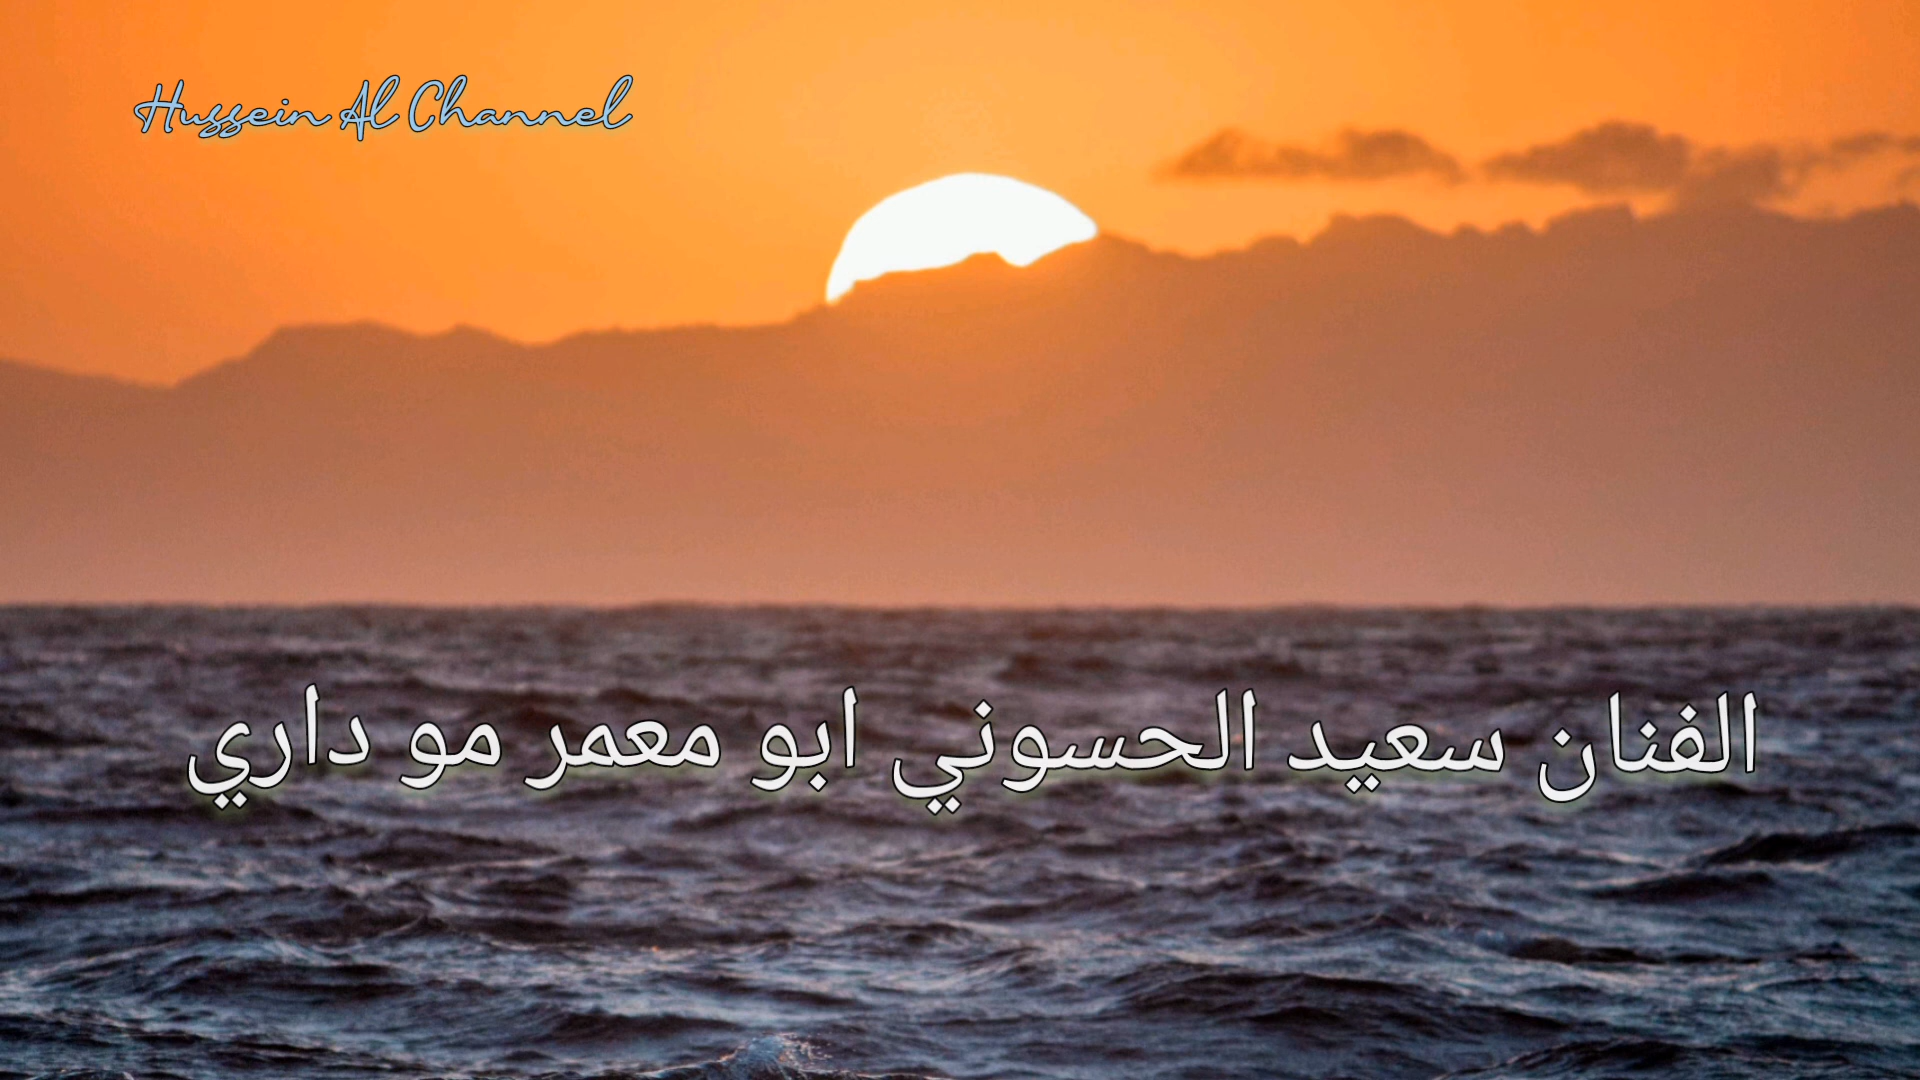 Hussein Al Channel
الفنان سعيد الحسوني ابو معمر مو داري